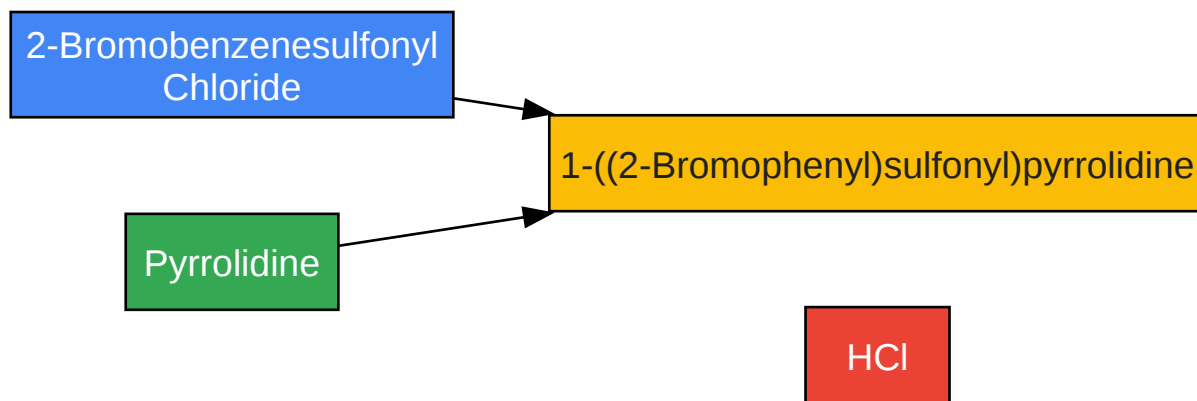 2-Bromobenzenesulfonyl
Chloride
1-((2-Bromophenyl)sulfonyl)pyrrolidine
Pyrrolidine
HCl